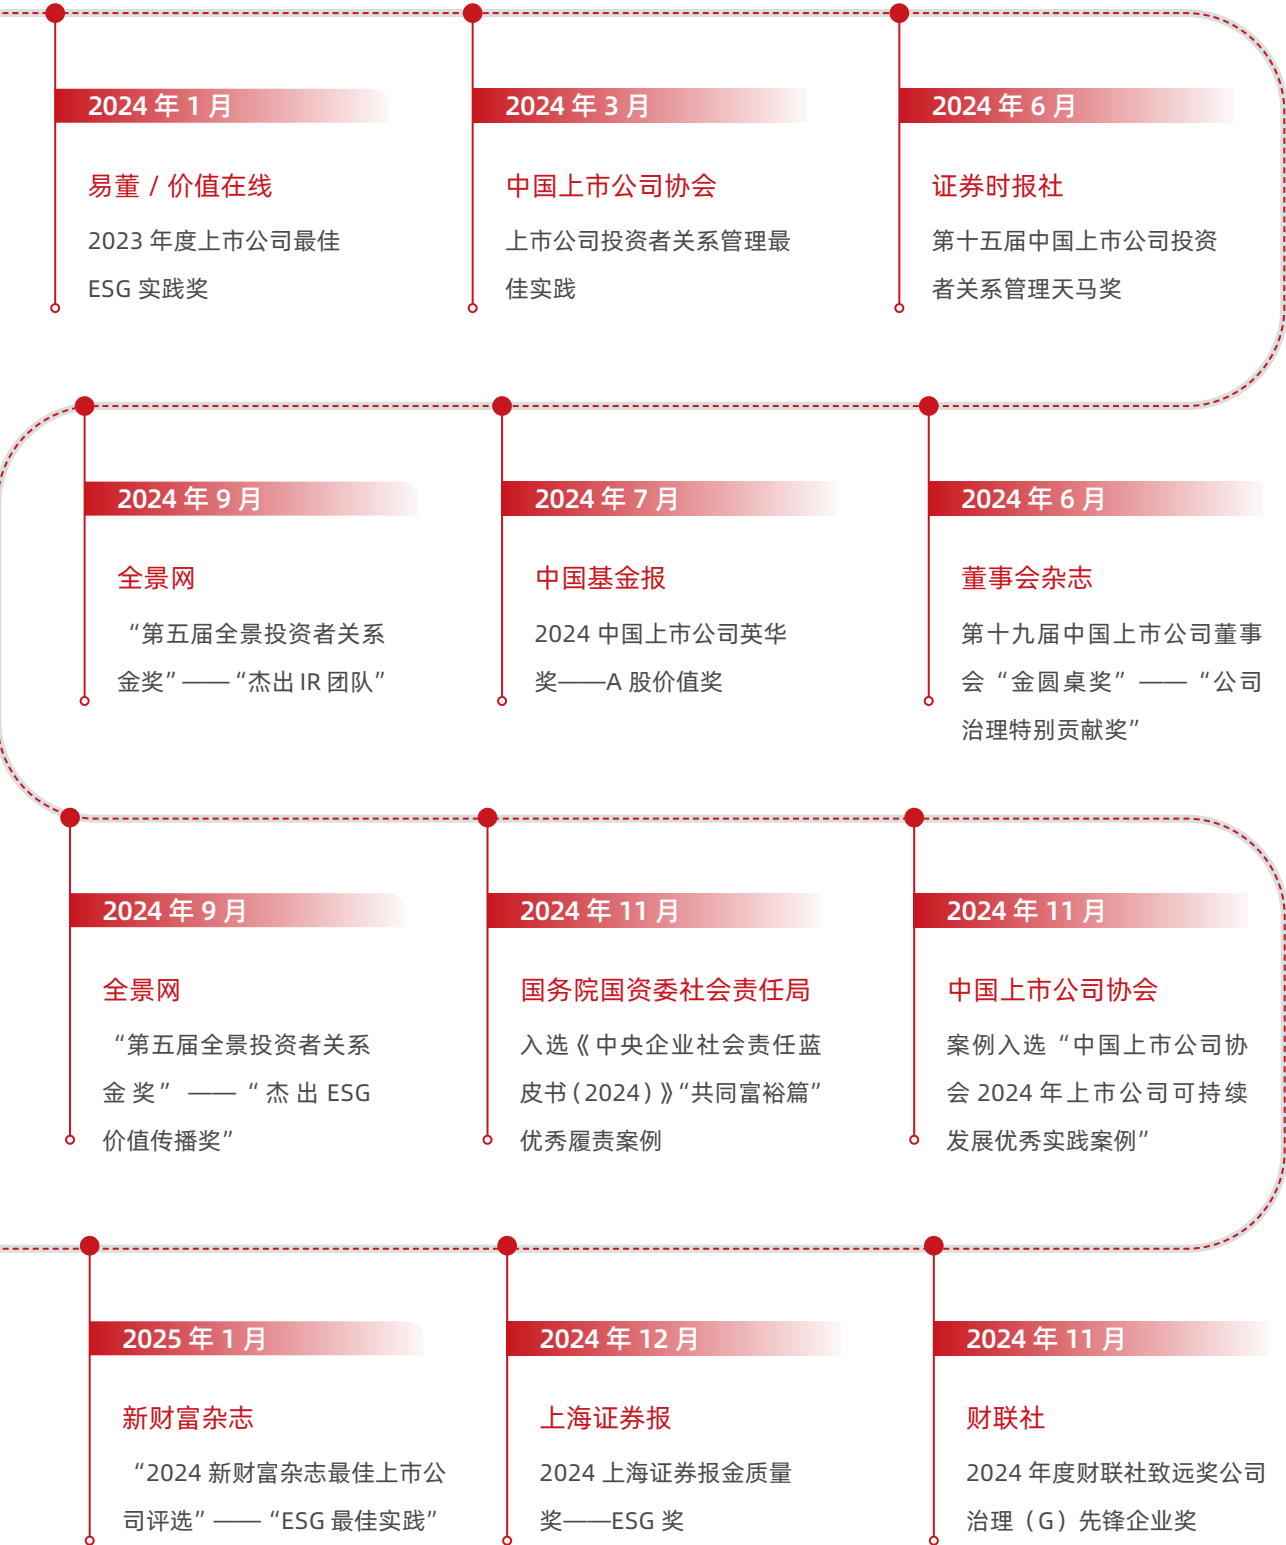 2024 年 1 月
易董 / 价值在线
2023 年度上市公司最佳
ESG 实践奖
2024 年 3 月
中国上市公司协会
上市公司投资者关系管理最
佳实践
2024 年 6 月
证券时报社
第十五届中国上市公司投资
者关系管理天马奖
2024 年 6 月
董事会杂志
第十九届中国上市公司董事
会“金圆桌奖”——“公司
治理特别贡献奖”
2024 年 7 月
中国基金报
2024 中国上市公司英华
奖——A 股价值奖
2024 年 9 月
全景网
“第五届全景投资者关系
金奖”——“杰出 IR 团队”
2024 年 9 月
全景网
“第五届全景投资者关系
金奖”——“杰出 ESG
价值传播奖”
2024 年 11 月
国务院国资委社会责任局
入选《中央企业社会责任蓝
皮书（2024）》“共同富裕篇”
优秀履责案例
2024 年 11 月
中国上市公司协会
案例入选“中国上市公司协
会 2024 年上市公司可持续
发展优秀实践案例”
2024 年 11 月
财联社
2024 年度财联社致远奖公司
治理（G）先锋企业奖
2024 年 12 月
上海证券报
2024 上海证券报金质量
奖——ESG 奖
2025 年 1 月
新财富杂志
“2024 新财富杂志最佳上市公
司评选”——“ESG 最佳实践”